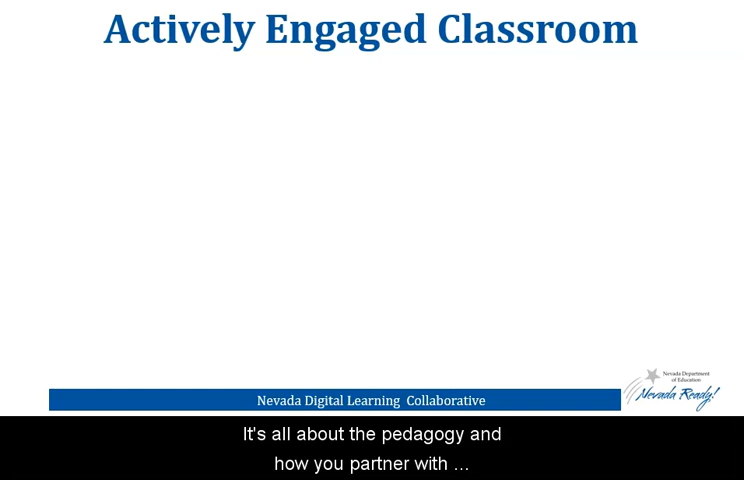 Actively Engaged Classroom
Nevada Department
of Education
Nevada Ready!
Nevada Digital Learning Collaborative
It's all about the pedagogy and
how you partner with ...